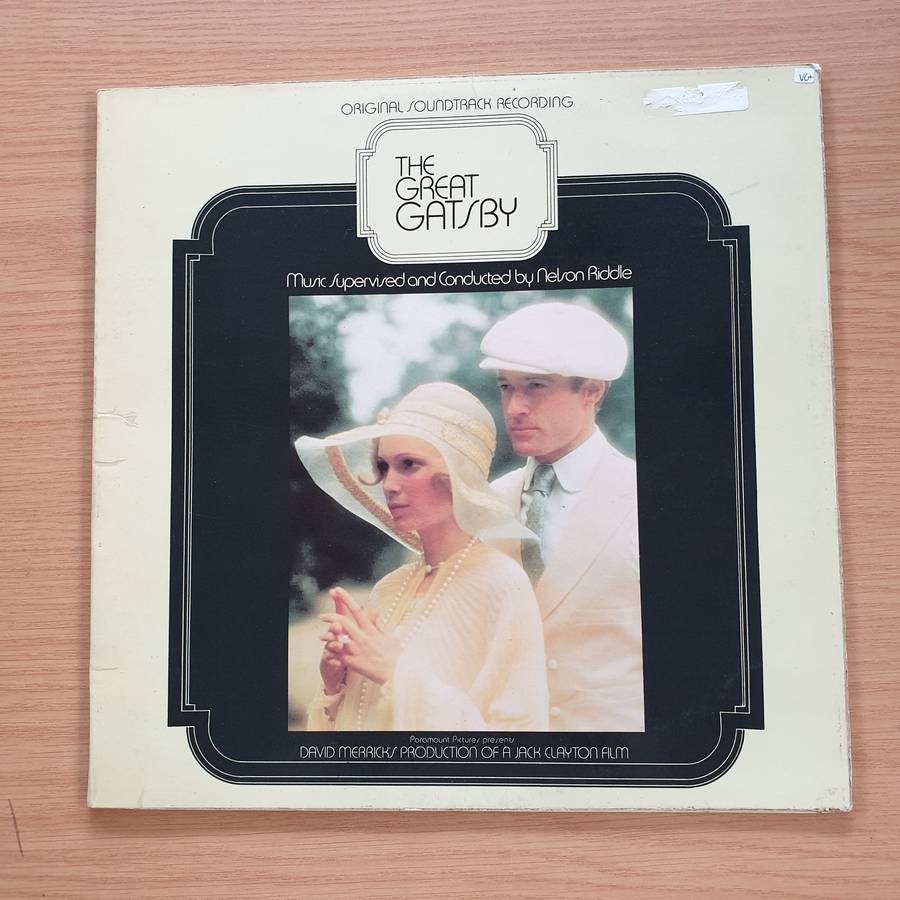 VG+
ORIGINAL SOUNDTRACK RECORDING
THE
GREAT
GATSBY
Music Supervised and Conducted by Nelson Riddle
Paramount Pictures presents
DAVID MERRICK'S PRODUCTION OF A JACK CLAYTON FILM